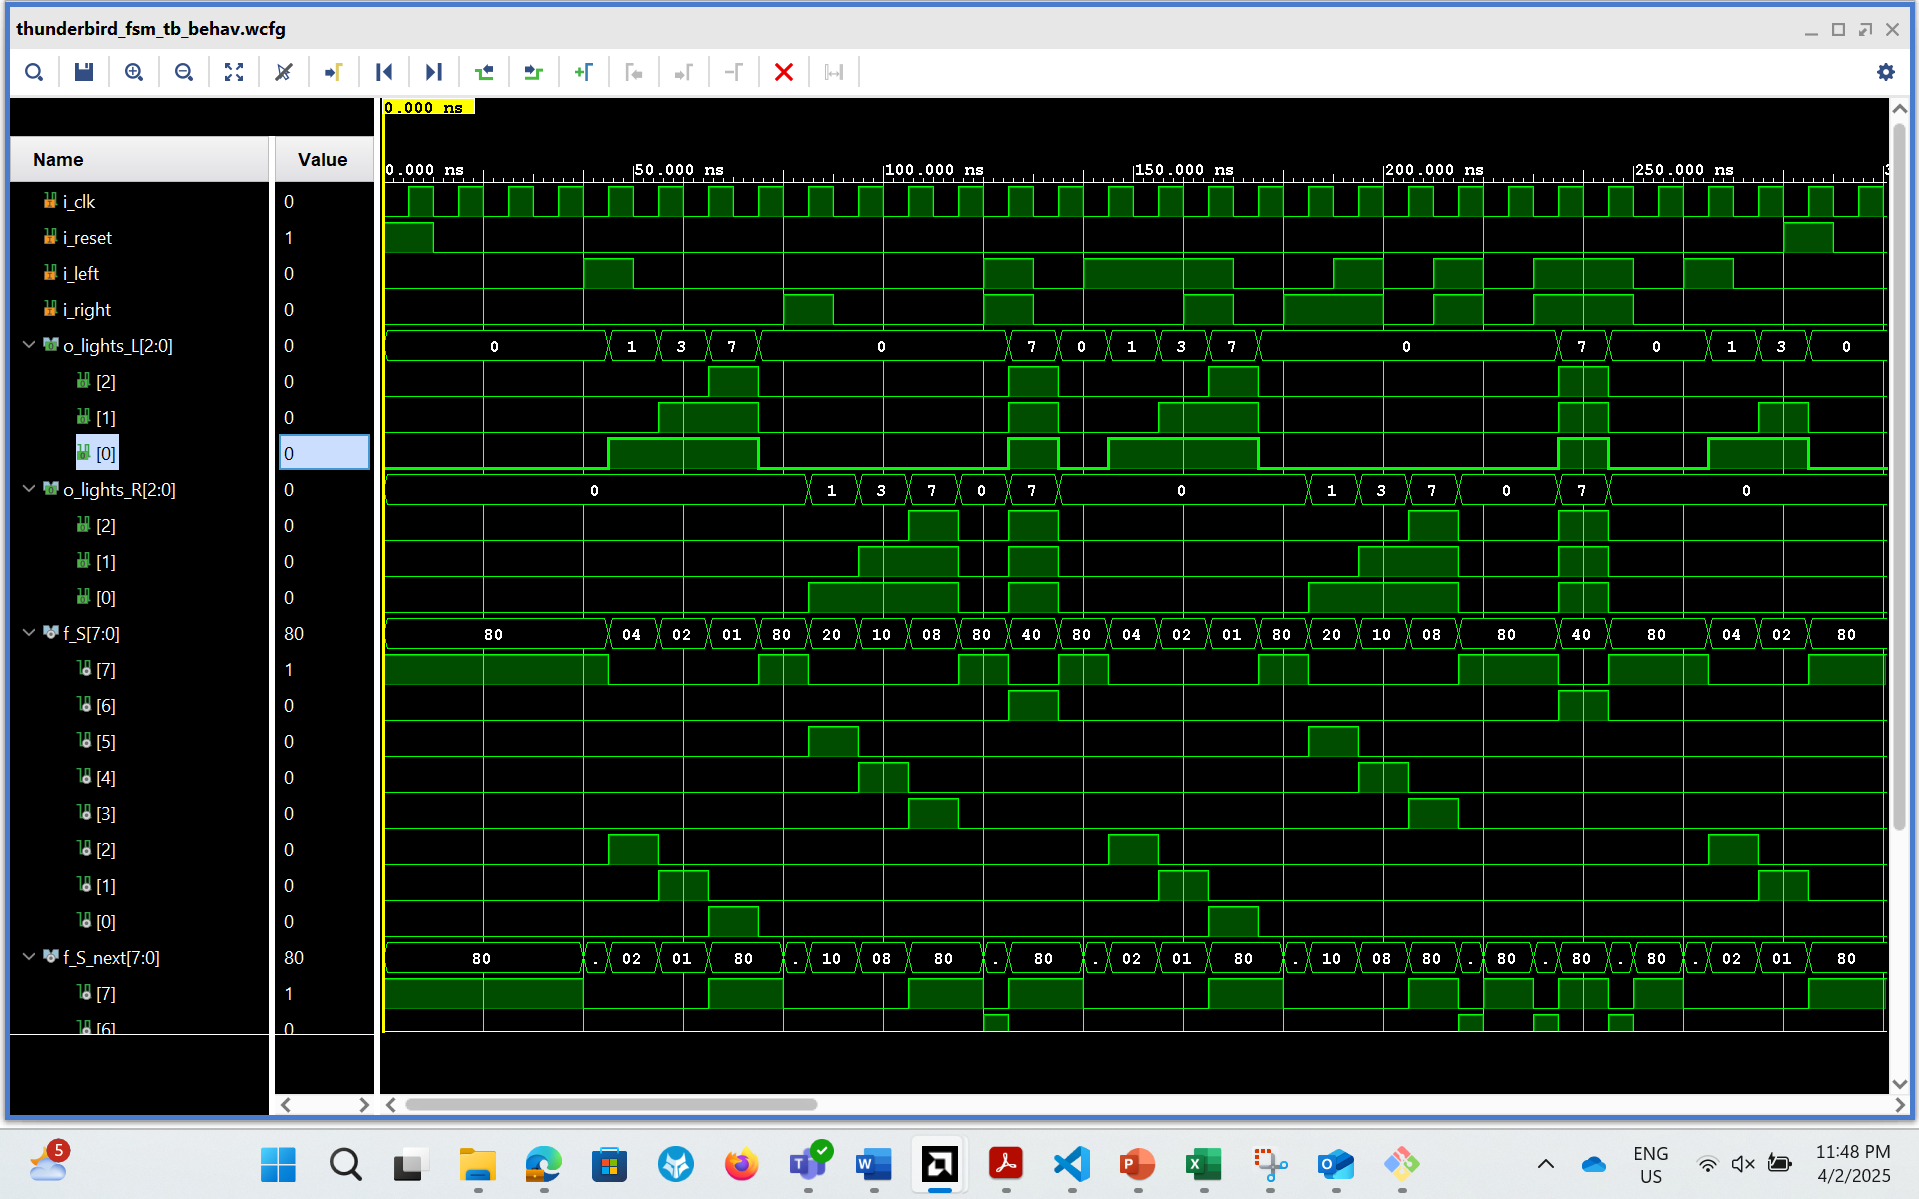 thunderbird_fsm_tb_behav.wcfg
0.000 ns
Name Value
0.000 ns 50.000 ns 100.000 ns 150.000 ns 200.000 ns 250.000 ns
i_clk 0
i_reset 1
i_left 0
i_right 0
o_lights_L[2:0] 0 0 1 3 7 0 7 0 1 3 7 0 7 0 1 3 0
[2] 0
[1] 0
[0] 0
o_lights_R[2:0] 0 0 1 3 7 0 7 0 1 3 7 0 7 0
[2] 0
[1] 0
[0] 0
f_S[7:0] 80 80 04 02 01 80 20 10 08 80 40 80 04 02 01 80 20 10 08 80 40 80 04 02 80
[7] 1
[6] 0
[5] 0
[4] 0
[3] 0
[2] 0
[1] 0
[0] 0
f_S_next[7:0] 80 80 . 02 01 80 . 10 08 80 . 80 . 02 01 80 . 10 08 80 . 80 . 80 . 80 . 02 01 80
[7] 1
[6] 0
5
ENG
US
11:48 PM
4/2/2025